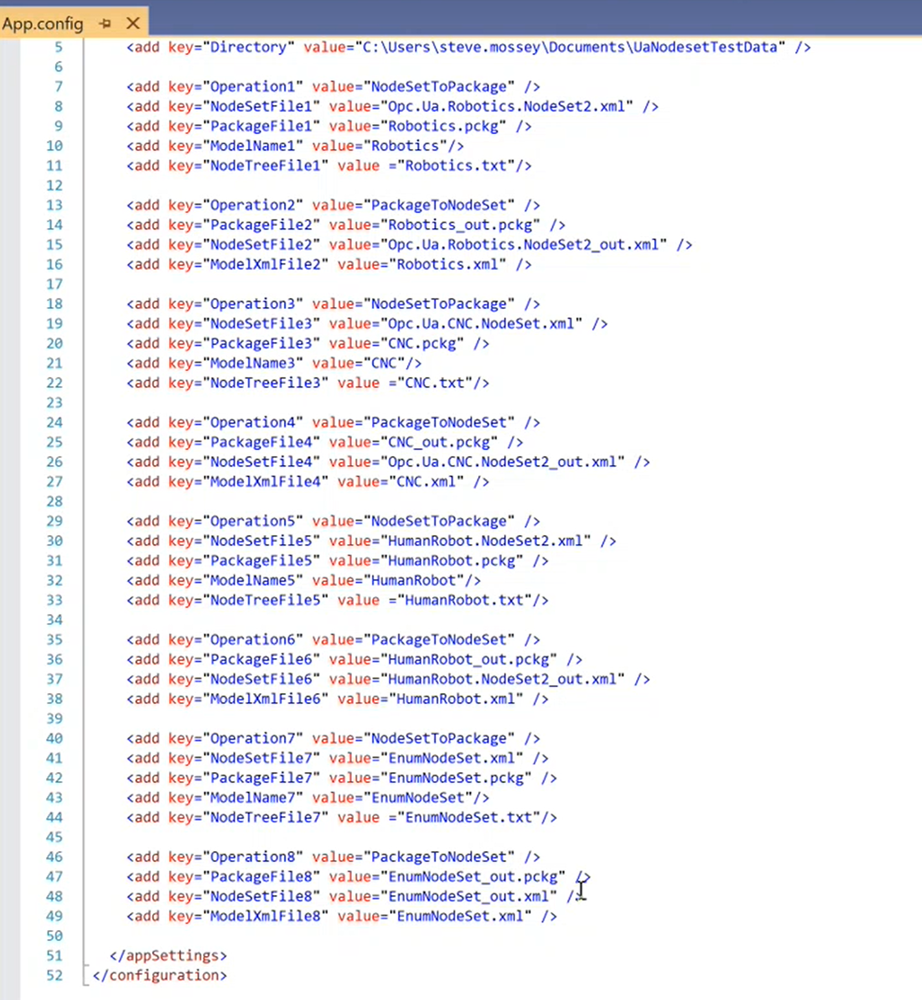 App.config
5 <add key="Directory" value="C:\Users\steve.mossey\Documents\UaNodesetTestData" />
6
7 <add key="Operation1" value="NodeSetToPackage" />
8 <add key="NodeSetFile1" value="Opc.Ua.Robotics.NodeSet2.xml" />
9 <add key="PackageFile1" value="Robotics.pckg" />
10 <add key="ModelName1" value="Robotics"/>
11 <add key="NodeTreeFile1" value ="Robotics.txt"/>
12
13 <add key="Operation2" value="PackageToNodeSet" />
14 <add key="PackageFile2" value="Robotics_out.pckg" />
15 <add key="NodeSetFile2" value="Opc.Ua.Robotics.NodeSet2_out.xml" />
16 <add key="ModelXmlFile2" value="Robotics.xml" />
17
18 <add key="Operation3" value="NodeSetToPackage" />
19 <add key="NodeSetFile3" value="Opc.Ua.CNC.NodeSet.xml" />
20 <add key="PackageFile3" value="CNC.pckg" />
21 <add key="ModelName3" value="CNC"/>
22 <add key="NodeTreeFile3" value ="CNC.txt"/>
23
24 <add key="Operation4" value="PackageToNodeSet" />
25 <add key="PackageFile4" value="CNC_out.pckg" />
26 <add key="NodeSetFile4" value="Opc.Ua.CNC.NodeSet2_out.xml" />
27 <add key="ModelXmlFile4" value="CNC.xml" />
28
29 <add key="Operation5" value="NodeSetToPackage" />
30 <add key="NodeSetFile5" value="HumanRobot.NodeSet2.xml" />
31 <add key="PackageFile5" value="HumanRobot.pckg" />
32 <add key="ModelName5" value="HumanRobot"/>
33 <add key="NodeTreeFile5" value ="HumanRobot.txt"/>
34
35 <add key="Operation6" value="PackageToNodeSet" />
36 <add key="PackageFile6" value="HumanRobot_out.pckg" />
37 <add key="NodeSetFile6" value="HumanRobot.NodeSet2_out.xml" />
38 <add key="ModelXmlFile6" value="HumanRobot.xml" />
39
40 <add key="Operation7" value="NodeSetToPackage" />
41 <add key="NodeSetFile7" value="EnumNodeSet.xml" />
42 <add key="PackageFile7" value="EnumNodeSet.pckg" />
43 <add key="ModelName7" value="EnumNodeSet"/>
44 <add key="NodeTreeFile7" value ="EnumNodeSet.txt"/>
45
46 <add key="Operation8" value="PackageToNodeSet" />
47 <add key="PackageFile8" value="EnumNodeSet_out.pckg" />
48 <add key="NodeSetFile8" value="EnumNodeSet_out.xml" />
49 <add key="ModelXmlFile8" value="EnumNodeSet.xml" />
50
51 </appSettings>
52 </configuration>